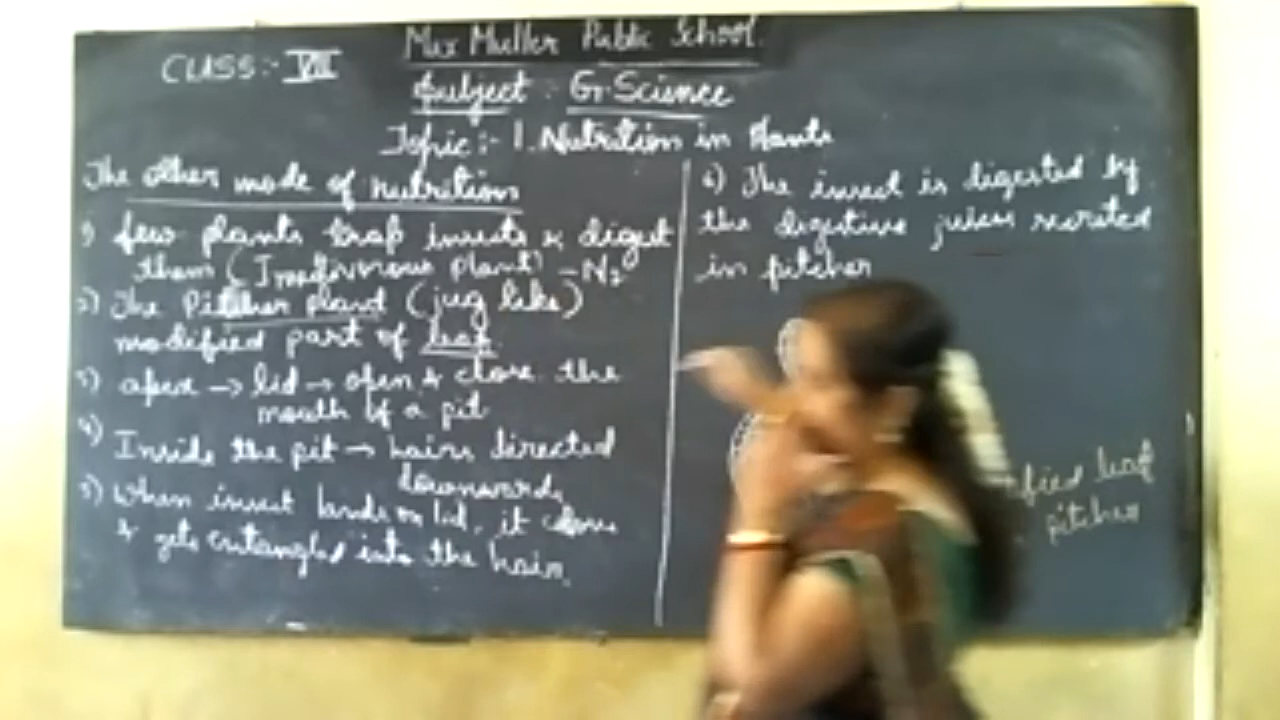 Max Muller Public School.
CLASS:- VII
Subject : G.Science
Topic:- 1. Nutrition in Plants
The other mode of nutrition
1) few plants trap insects & digest
them (Insectivorous plant) - N2
2) The Pitcher plant (jug like)
modified part of leaf
3) apex → lid → open & close the
mouth of a pit
4) Inside the pit → hairs directed
downwards
5) When insect lands on lid, it close
& gets entangled into the hair.
6) The insect is digested by
the digestive juices secreted
in pitcher
leaf
pitcher